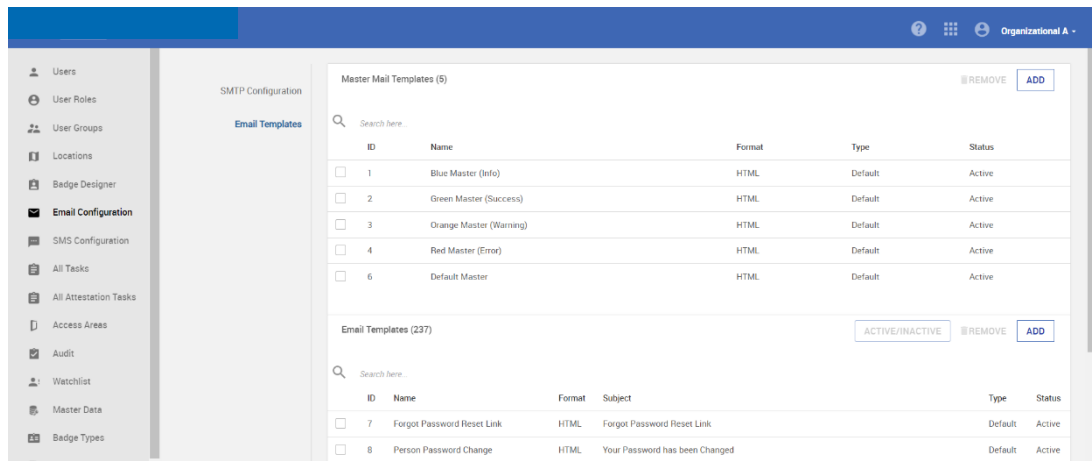 Organizational A
Users
User Roles
User Groups
Locations
Badge Designer
Email Configuration
SMS Configuration
All Tasks
All Attestation Tasks
Access Areas
Audit
Watchlist
Master Data
Badge Types
SMTP Configuration
Email Templates
Master Mail Templates (5) REMOVE ADD
Search here...
ID Name Format Type Status
1 Blue Master (Info) HTML Default Active
2 Green Master (Success) HTML Default Active
3 Orange Master (Warning) HTML Default Active
4 Red Master (Error) HTML Default Active
6 Default Master HTML Default Active
Email Templates (237) ACTIVE/INACTIVE REMOVE ADD
Search here...
ID Name Format Subject Type Status
7 Forgot Password Reset Link HTML Forgot Password Reset Link Default Active
8 Person Password Change HTML Your Password has been Changed Default Active